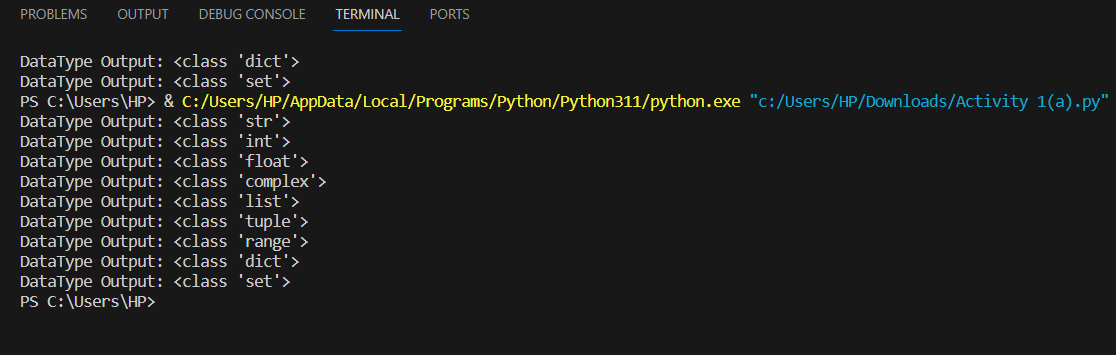 PROBLEMS OUTPUT DEBUG CONSOLE TERMINAL PORTS
DataType Output: <class 'dict'>
DataType Output: <class 'set'>
PS C:\Users\HP> & C:/Users/HP/AppData/Local/Programs/Python/Python311/python.exe "c:/Users/HP/Downloads/Activity 1(a).py"
DataType Output: <class 'str'>
DataType Output: <class 'int'>
DataType Output: <class 'float'>
DataType Output: <class 'complex'>
DataType Output: <class 'list'>
DataType Output: <class 'tuple'>
DataType Output: <class 'range'>
DataType Output: <class 'dict'>
DataType Output: <class 'set'>
PS C:\Users\HP>